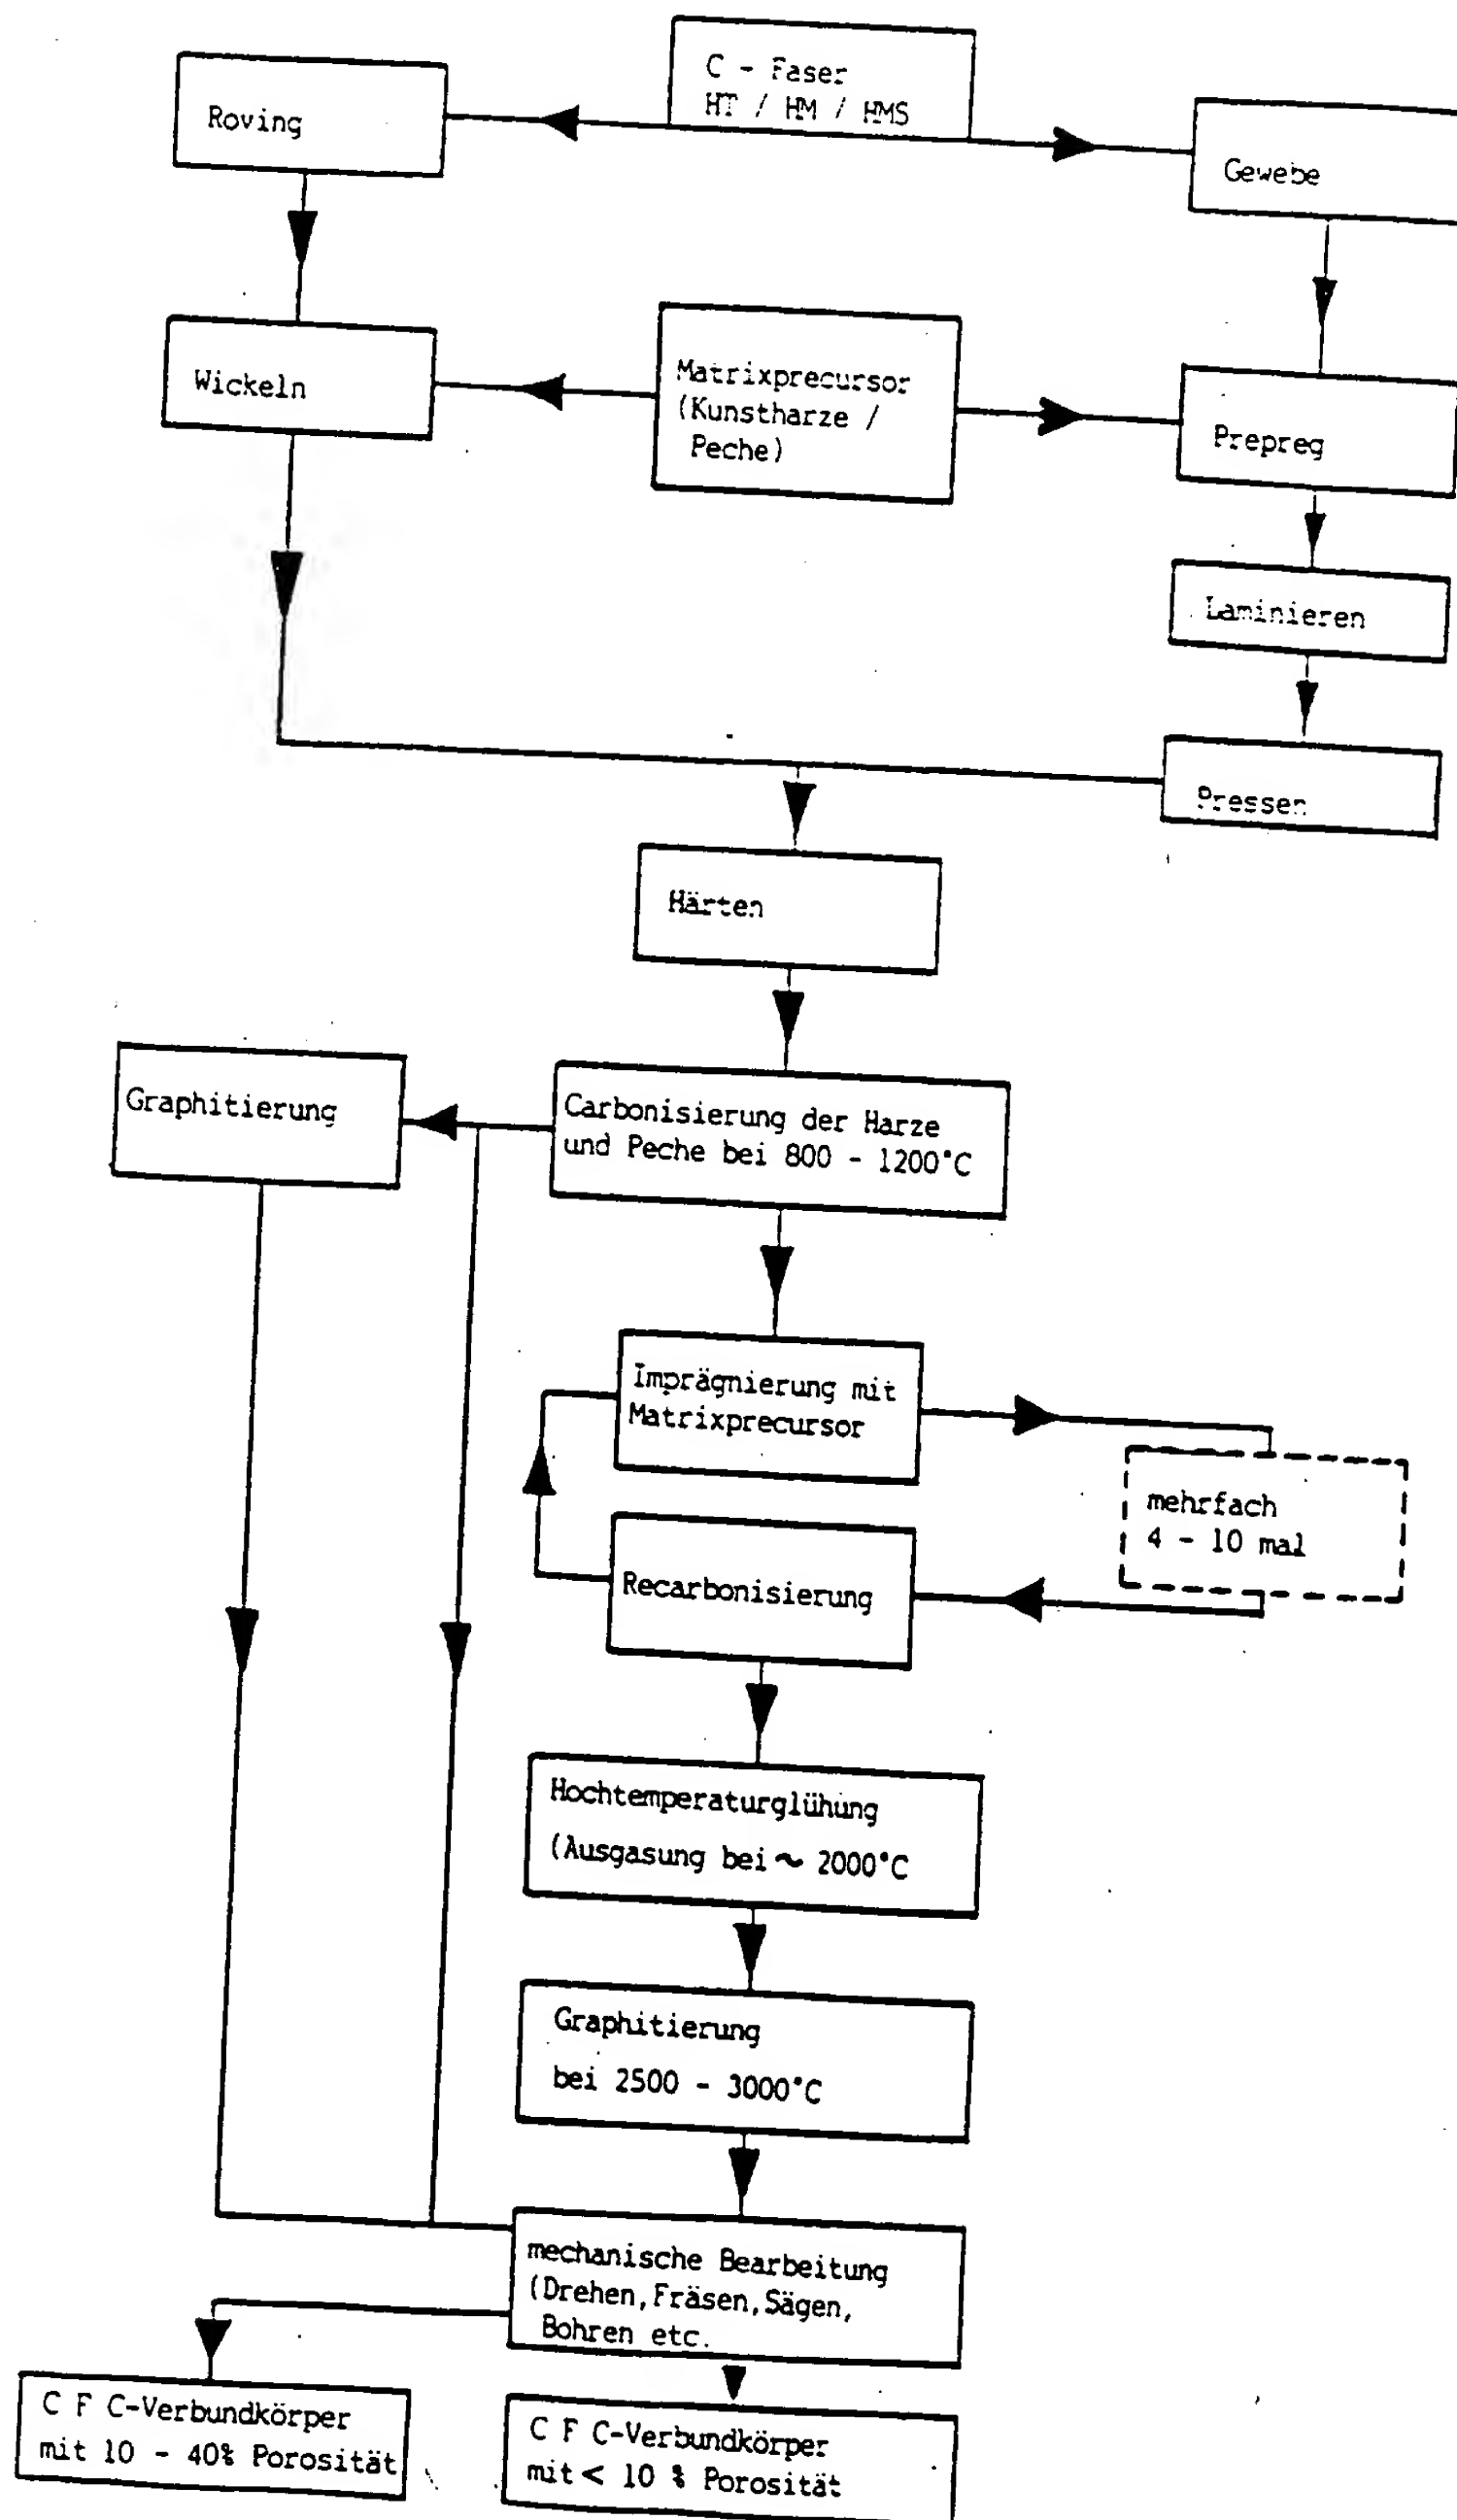 C - Faser
HT / HM / HMS
Roving
Gewebe
Wickeln
Matrixprecursor
(Kunstharze /
Peche)
Prepreg
Laminieren
Pressen
Härten
Graphitierung
Carbonisierung der Harze
und Peche bei 800 - 1200°C
Imprägnierung mit
Matrixprecursor
mehrfach
4 - 10 mal
Recarbonisierung
Hochtemperaturglühung
(Ausgasung bei ~ 2000°C
Graphitierung
bei 2500 - 3000°C
mechanische Bearbeitung
(Drehen, Fräsen, Sägen,
Bohren etc.
C F C-Verbundkörper
mit 10 - 40% Porosität
C F C-Verbundkörper
mit < 10 % Porosität